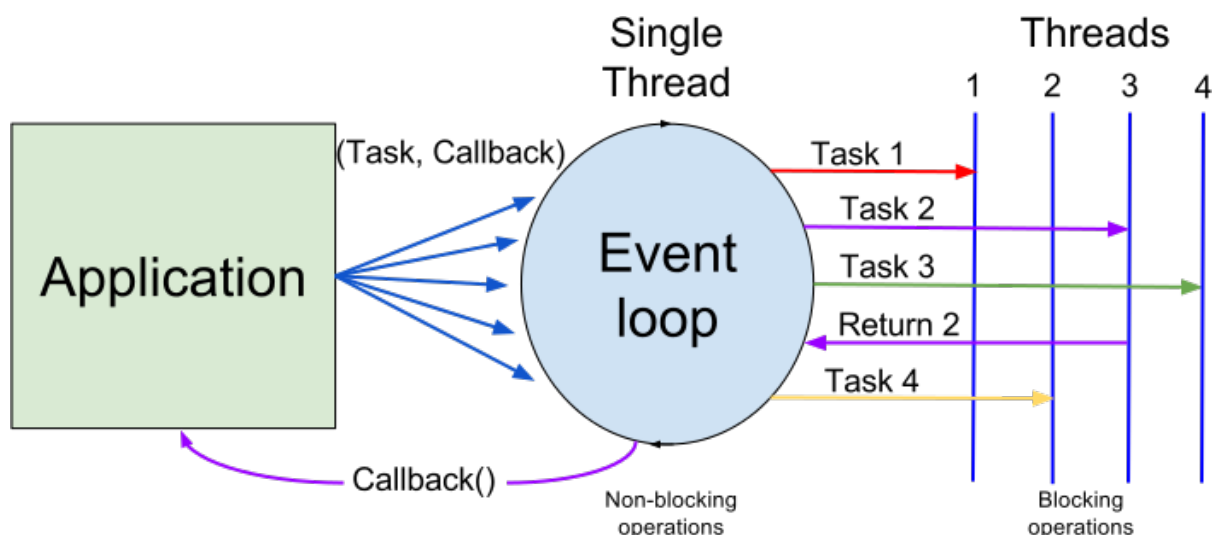 Single
Thread
Threads
1 2 3 4
(Task, Callback)
Application
Event
loop
Task 1
Task 2
Task 3
Return 2
Task 4
Callback()
Non-blocking
operations
Blocking
operations